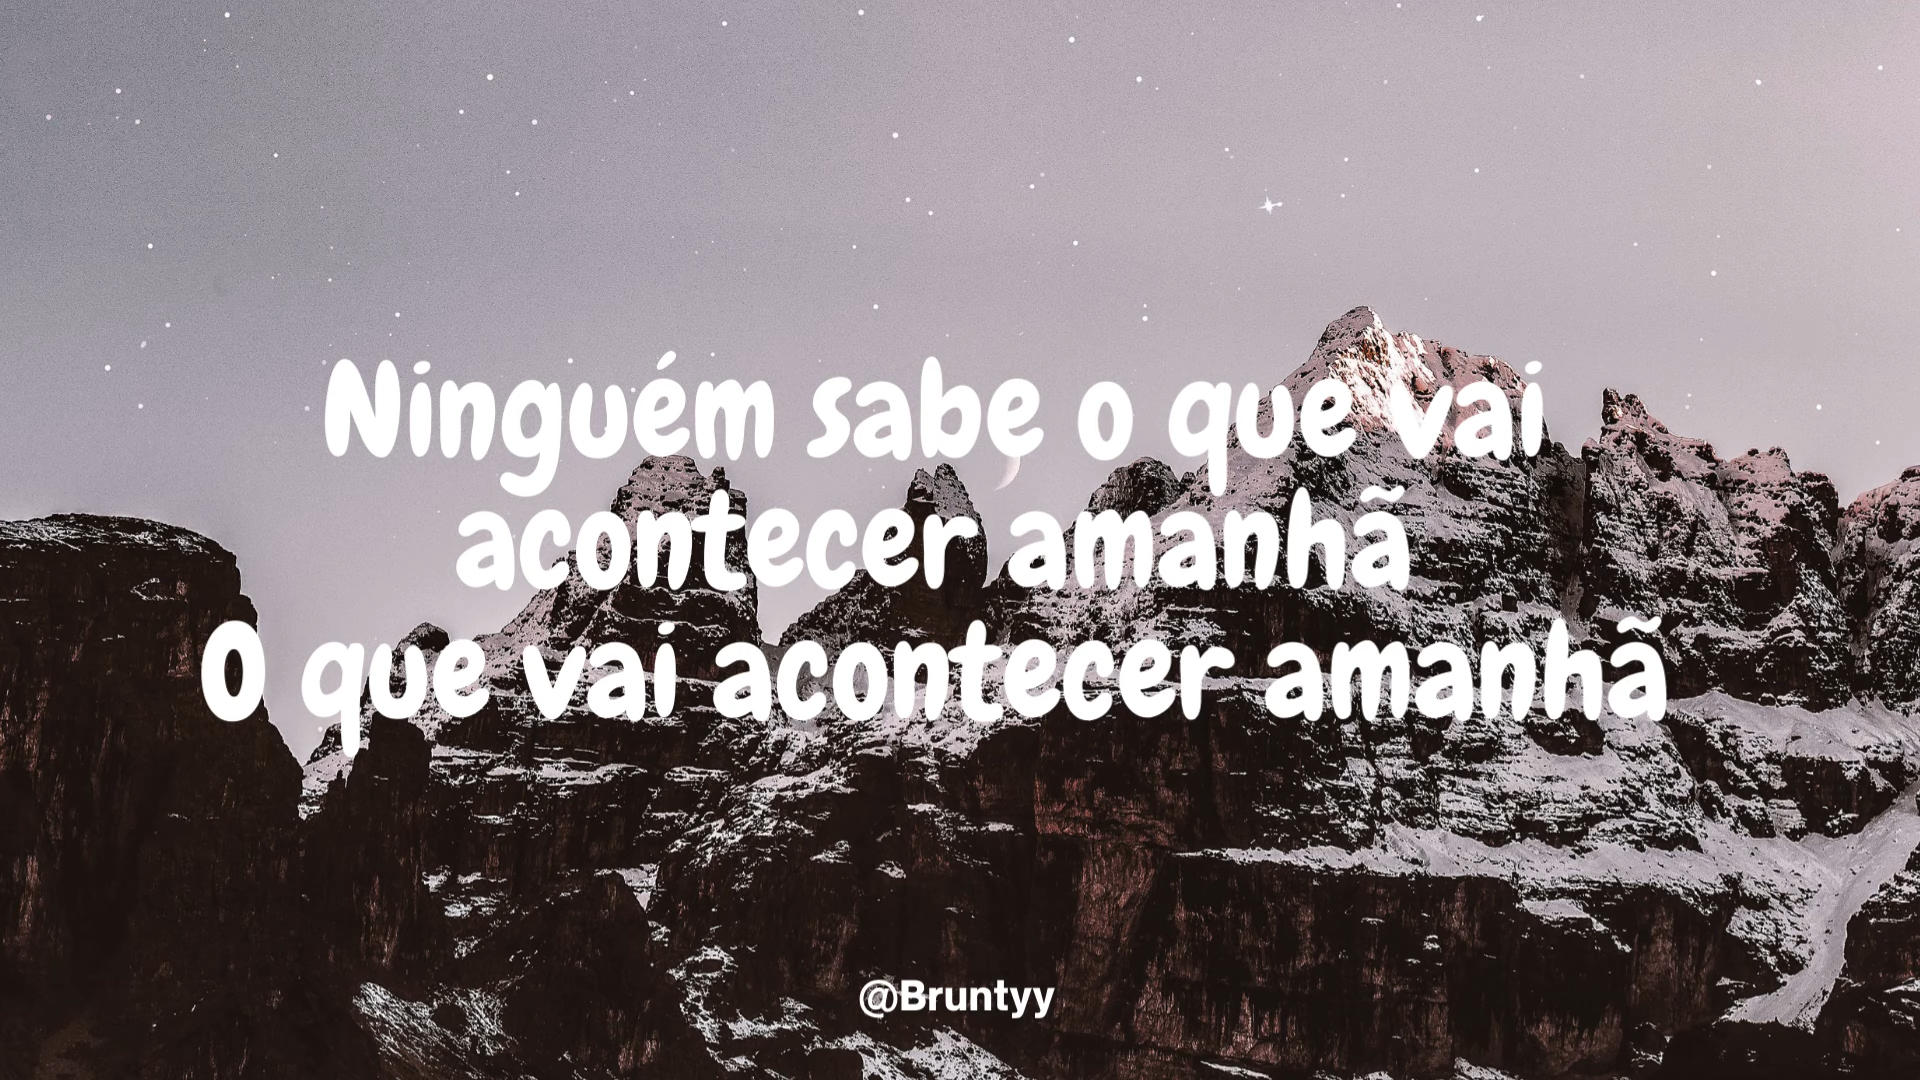 Ninguém sabe o que vai
acontecer amanhã
O que vai acontecer amanhã
@Bruntyy